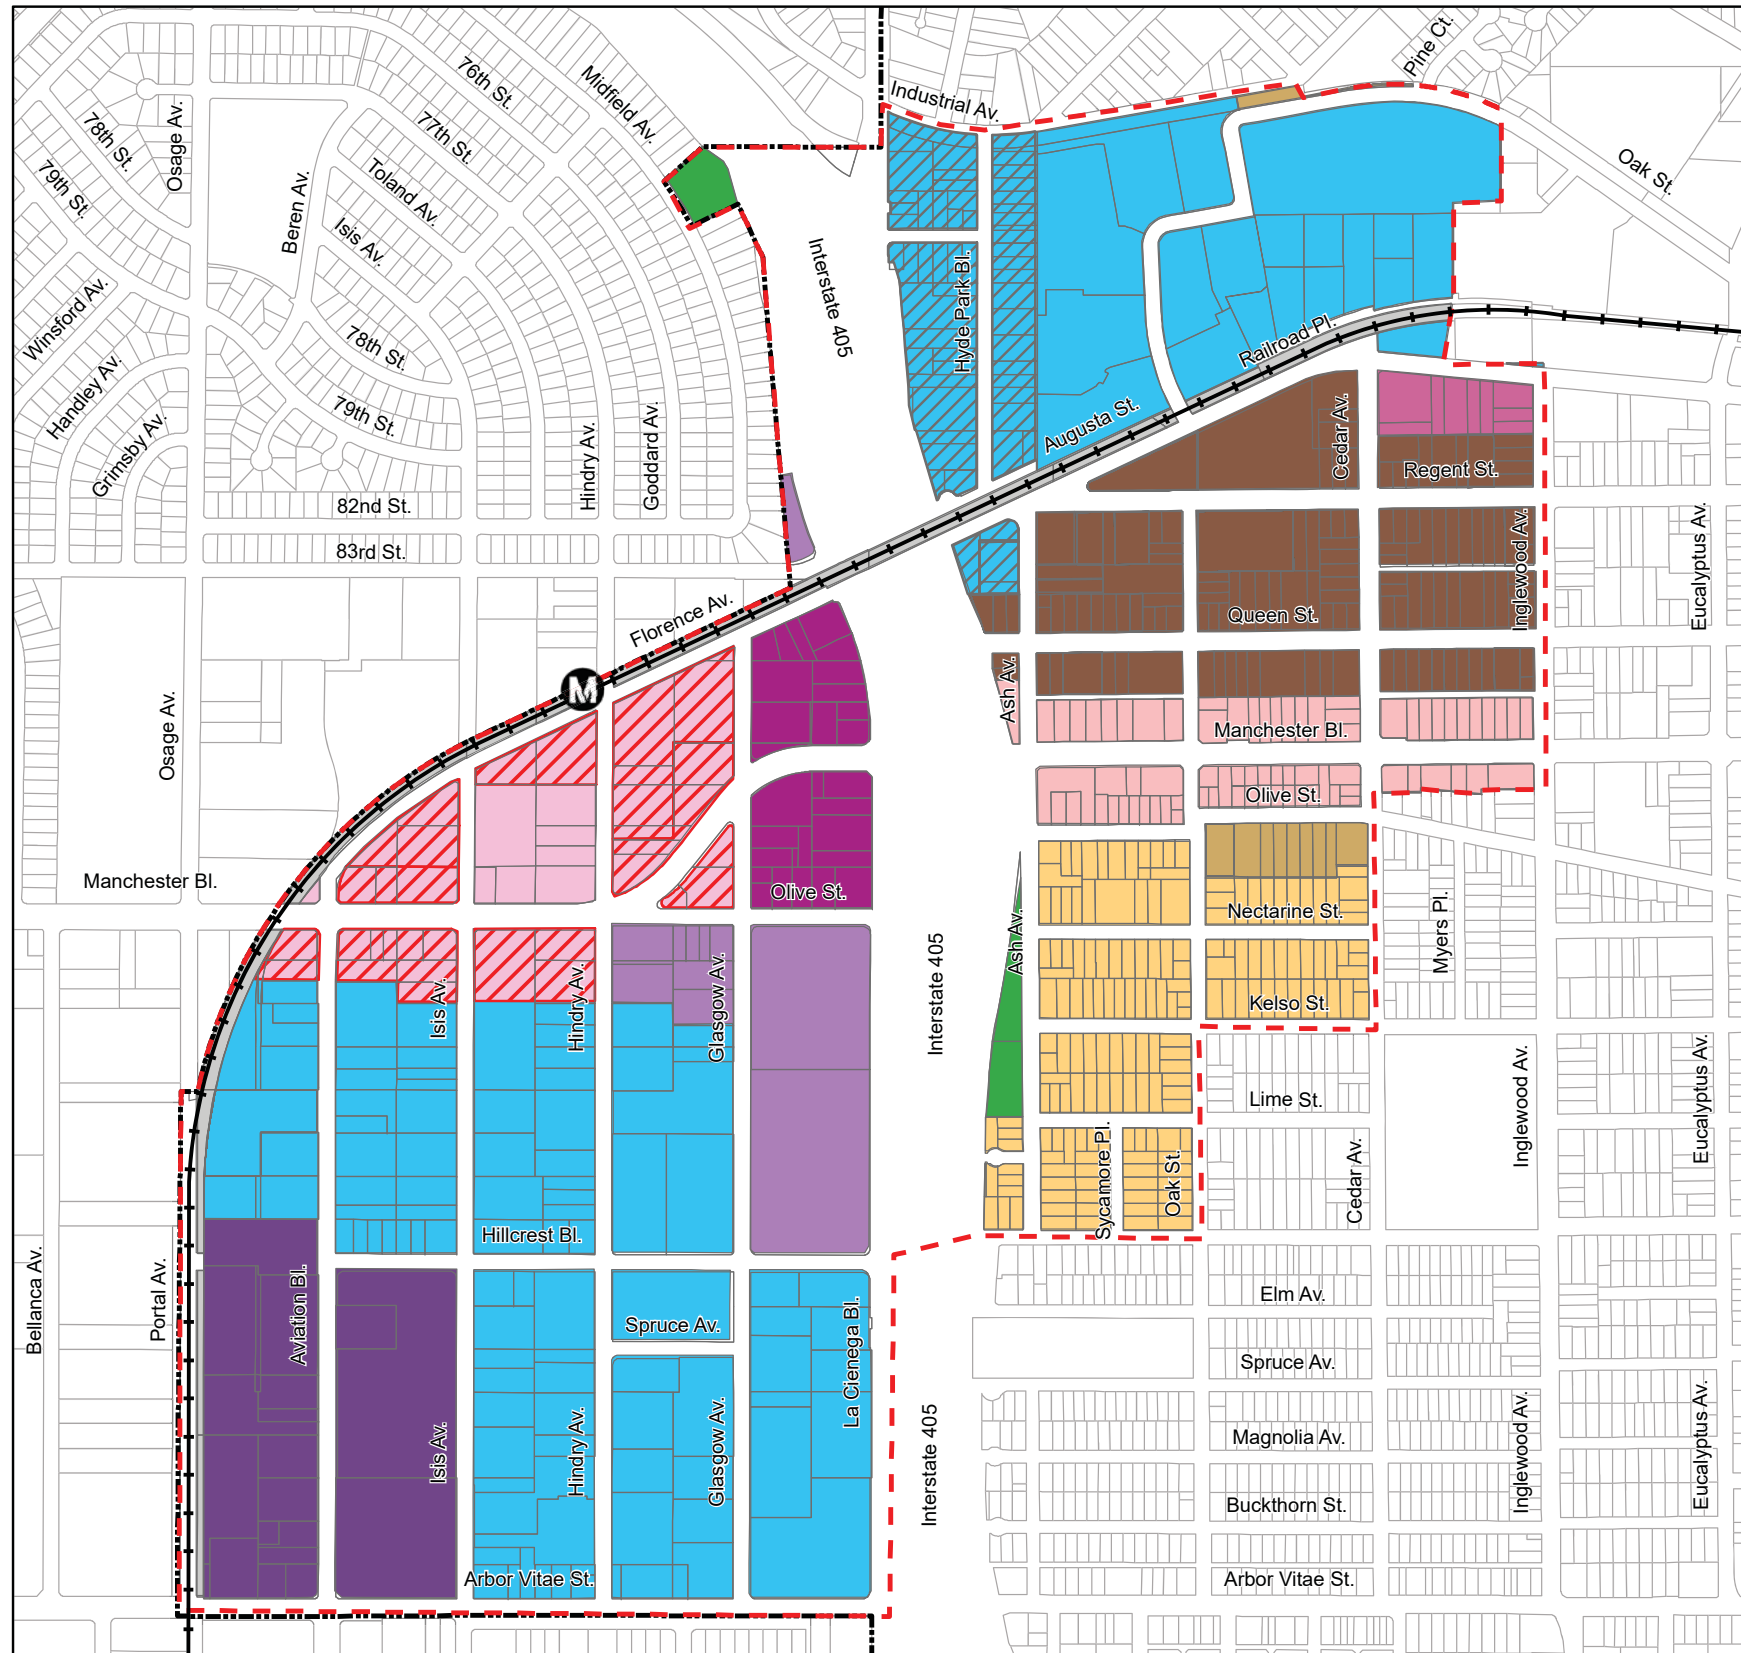 Pine Ct.
76th St.
Midfield Av.
Industrial Av.
78th St.
Osage Av.
77th St.
Oak St.
79th St.
Toland Av.
Beren Av.
Isis Av.
Interstate 405
Hyde Park Bl.
Winsford Av.
78th St.
Railroad Pl.
Handley Av.
79th St.
Augusta St.
Cedar Av.
Grimsby Av.
Hindry Av.
Goddard Av.
Regent St.
82nd St.
83rd St.
Inglewood Av.
Eucalyptus Av.
Florence Av.
Queen St.
M
Ash Av.
Osage Av.
Manchester Bl.
Olive St.
Manchester Bl.
Olive St.
Nectarine St.
Myers Pl.
Ash Av.
Interstate 405
Isis Av.
Hindry Av.
Glasgow Av.
Kelso St.
Lime St.
Inglewood Av.
Eucalyptus Av.
Sycamore Pl.
Oak St.
Cedar Av.
Hillcrest Bl.
Bellanca Av.
Portal Av.
Aviation Bl.
Elm Av.
Spruce Av.
La Cienega Bl.
Spruce Av.
Isis Av.
Hindry Av.
Glasgow Av.
Interstate 405
Magnolia Av.
Inglewood Av.
Eucalyptus Av.
Buckthorn St.
Arbor Vitae St.
Arbor Vitae St.